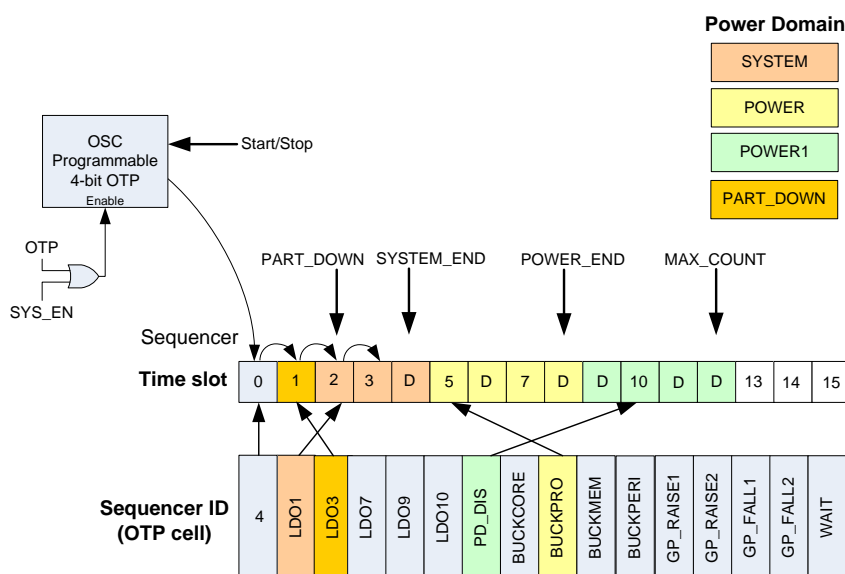 Power Domain
SYSTEM
POWER
POWER1
PART_DOWN
OSC
Programmable
4-bit OTP
Enable
Start/Stop
OTP
SYS_EN
PART_DOWN
SYSTEM_END
POWER_END
MAX_COUNT
Sequencer
Time slot
0 1 2 3 D 5 D 7 D D 10 D D 13 14 15
Sequencer ID
(OTP cell)
4
LDO1
LDO3
LDO7
LDO9
LDO10
PD_DIS
BUCKCORE
BUCKPRO
BUCKMEM
BUCKPERI
GP_RAISE1
GP_RAISE2
GP_FALL1
GP_FALL2
WAIT